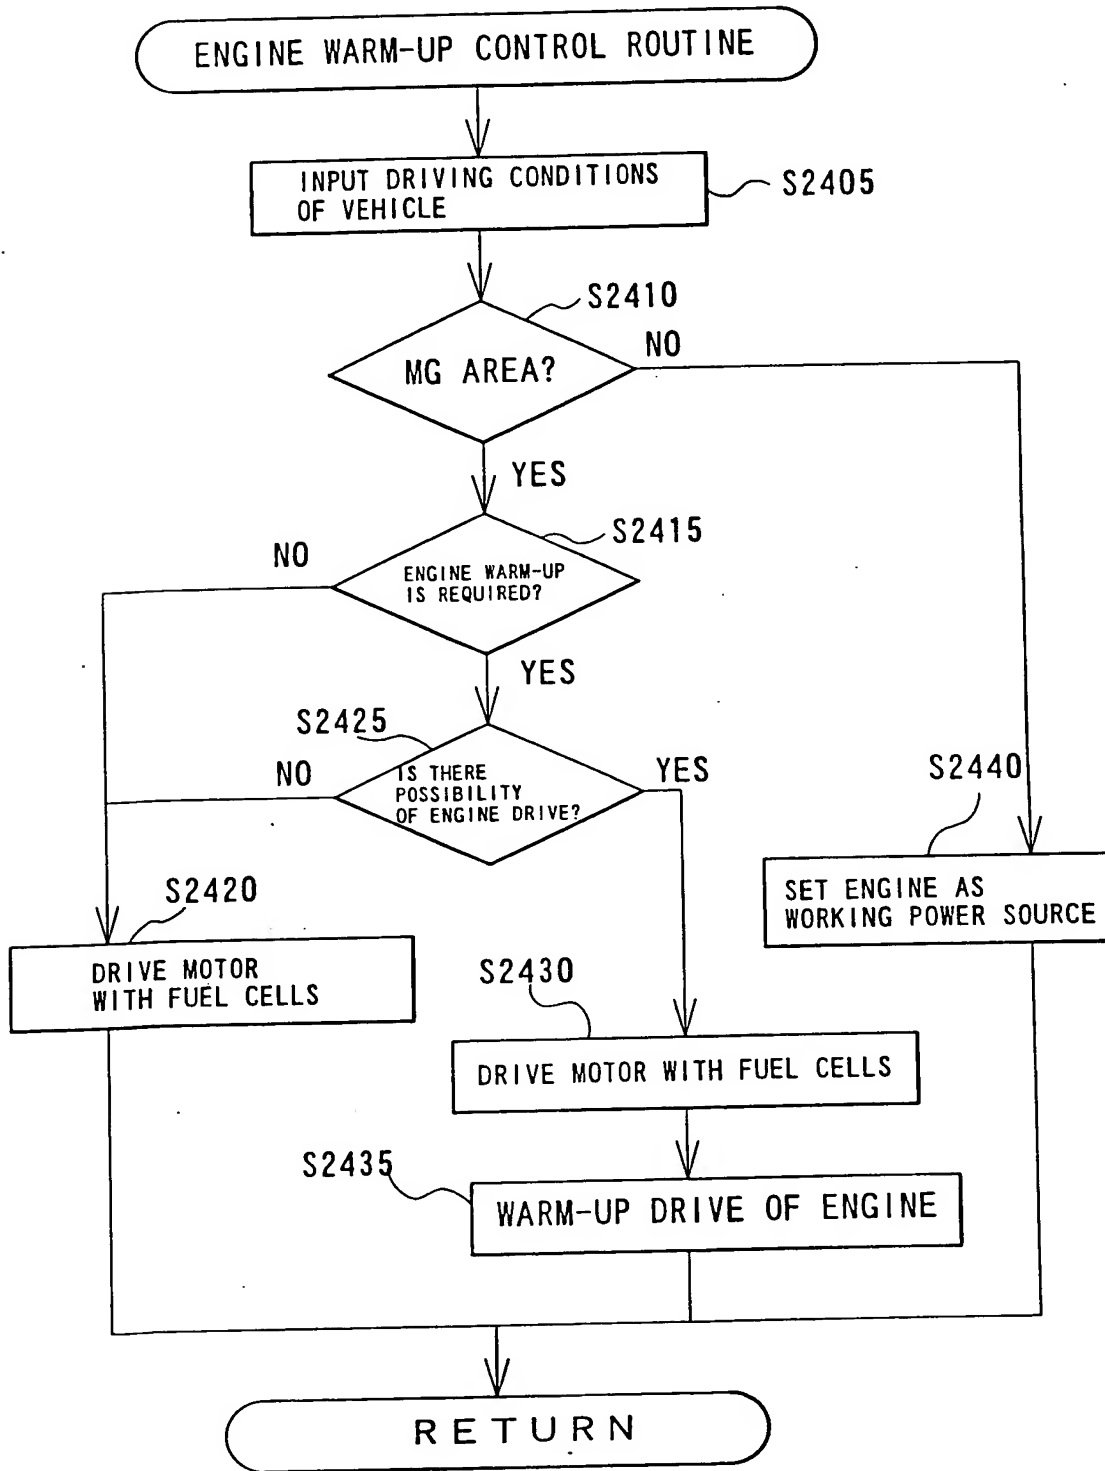 ENGINE WARM-UP CONTROL ROUTINE
INPUT DRIVING CONDITIONS
OF VEHICLE
S2405
S2410
MG AREA?
NO
YES
S2415
NO
ENGINE WARM-UP
IS REQUIRED?
YES
S2425
NO
IS THERE
POSSIBILITY
OF ENGINE DRIVE?
YES
S2440
SET ENGINE AS
WORKING POWER SOURCE
S2420
DRIVE MOTOR
WITH FUEL CELLS
S2430
DRIVE MOTOR WITH FUEL CELLS
S2435
WARM-UP DRIVE OF ENGINE
RETURN